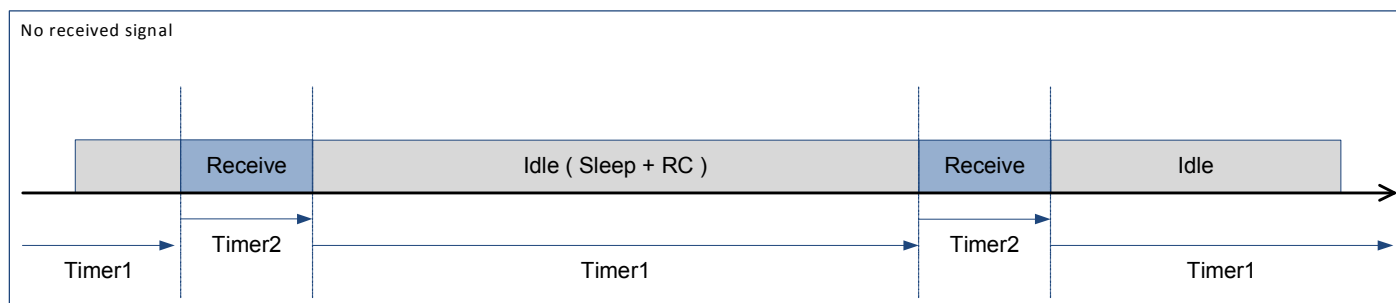 No received signal
Receive
Idle ( Sleep + RC )
Receive
Idle
Timer2
Timer2
Timer1
Timer1
Timer1